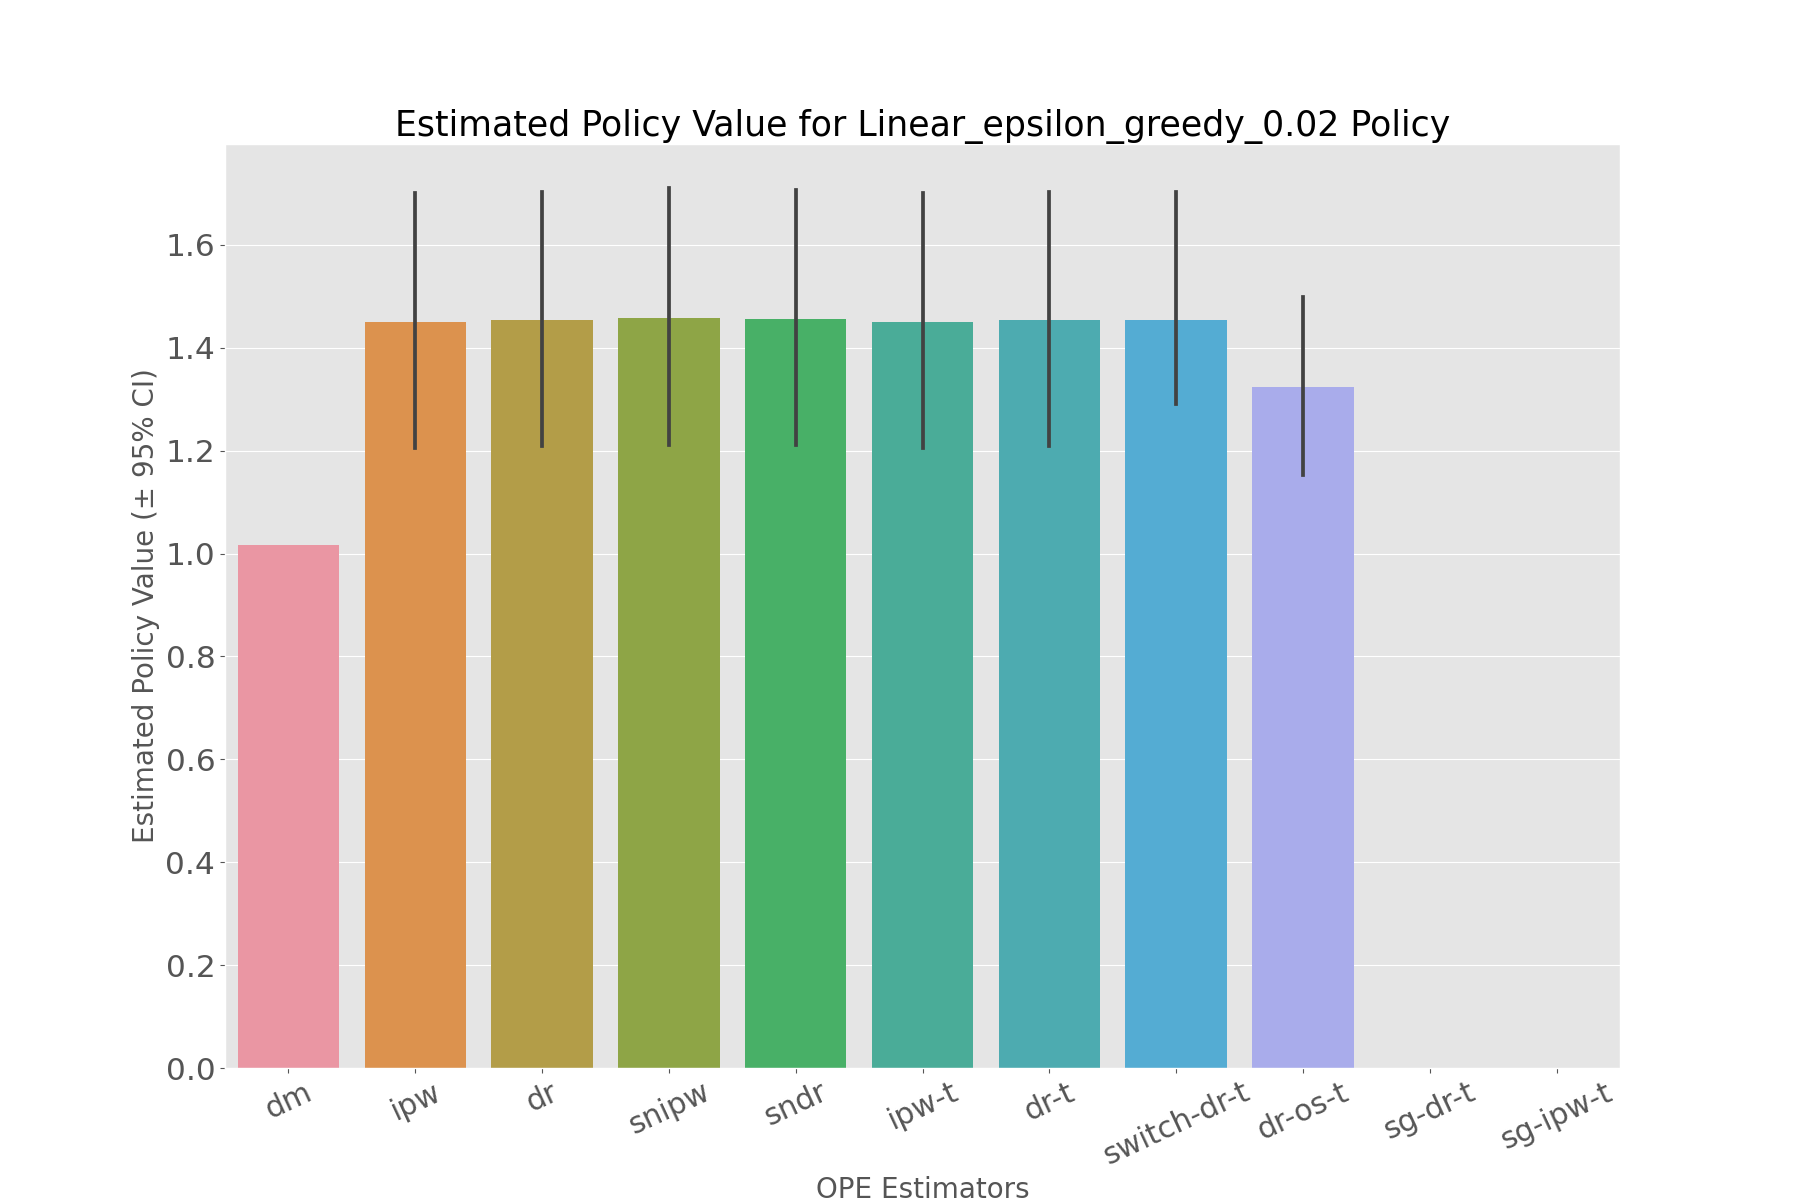 Estimated Policy Value for Linear_epsilon_greedy_0.02 Policy
Estimated Policy Value (± 95% CI)
1.6
1.4
1.2
1.0
0.8
0.6
0.4
0.2
0.0
dm
ipw
dr
snipw
sndr
ipw-t
dr-t
switch-dr-t
dr-os-t
sg-dr-t
sg-ipw-t
OPE Estimators